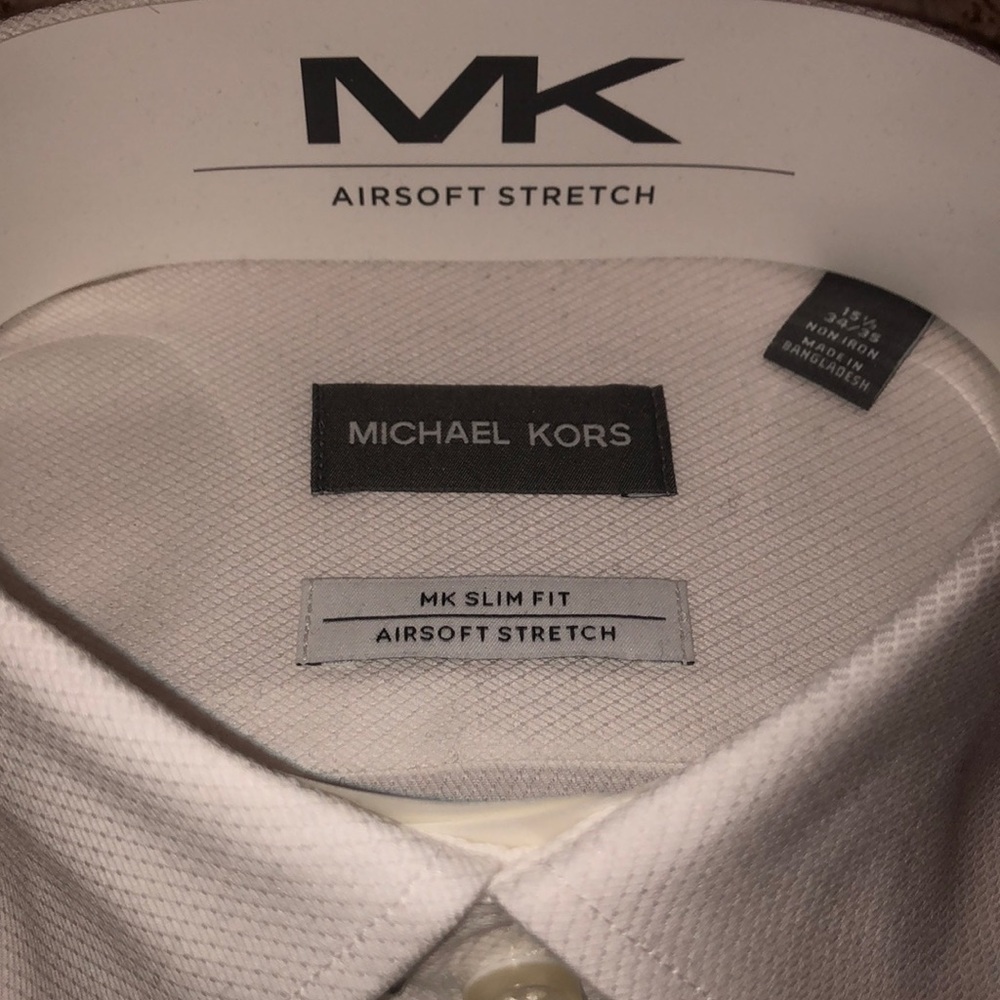 MK
AIRSOFT STRETCH
15½
34/35
NON IRON
MADE IN
BANGLADESH
MICHAEL KORS
MK SLIM FIT
AIRSOFT STRETCH